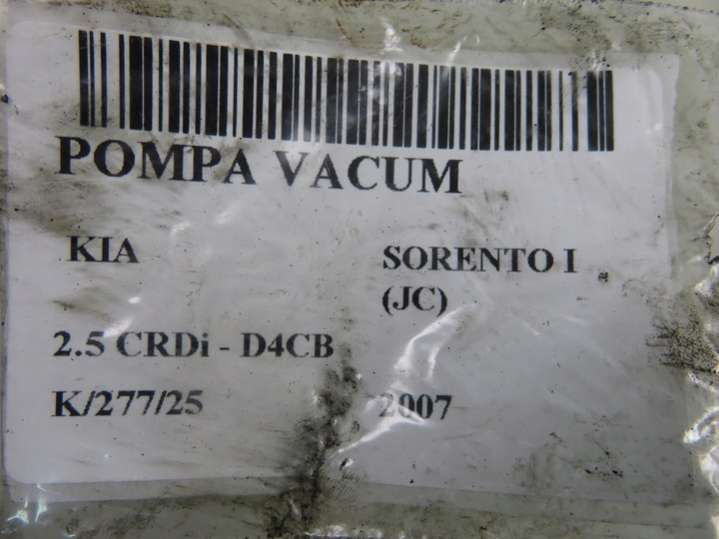 POMPA VACUM
KIA SORENTO I
(JC)
2.5 CRDi - D4CB
K/277/25 2007